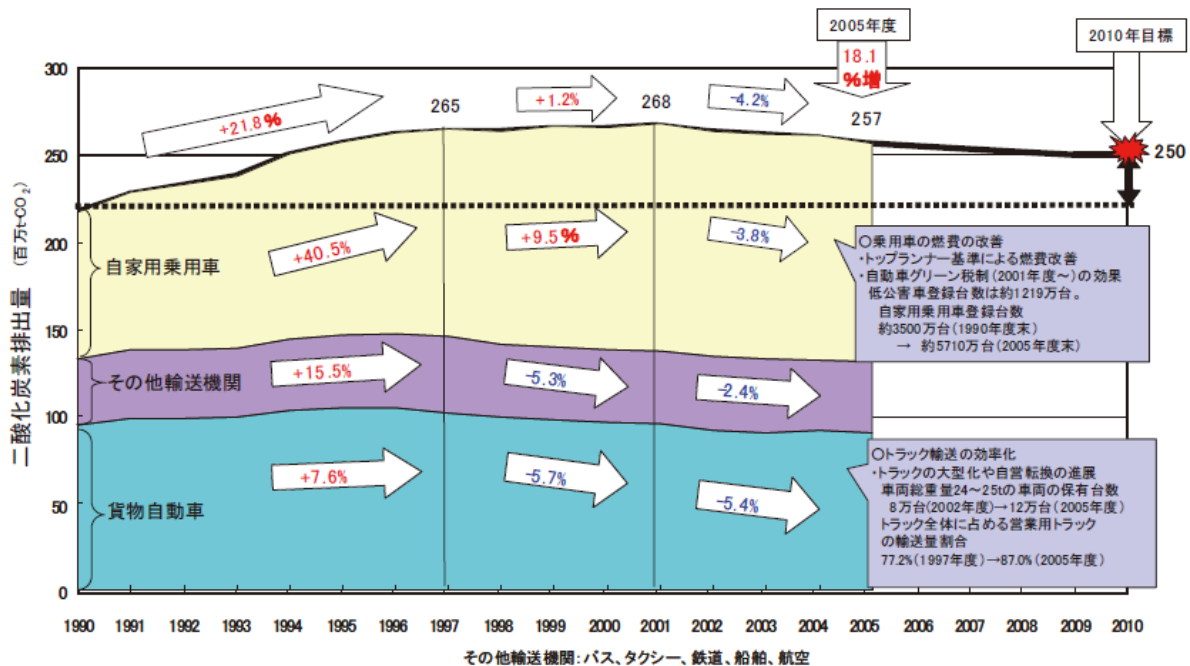 2005年度
18.1
%増
2010年目標
300
250
200
150
100
50
0
二酸化炭素排出量 (百万t-CO2)
+21.8%
265
+1.2%
268
-4.2%
257
250
+40.5%
+9.5%
-3.8%
自家用乗用車
+15.5%
-5.3%
-2.4%
その他輸送機関
+7.6%
-5.7%
-5.4%
貨物自動車
○乗用車の燃費の改善
・トップランナー基準による燃費改善
・自動車グリーン税制(2001年度～)の効果
低公害車登録台数は約1219万台。
自家用乗用車登録台数
約3500万台(1990年度末)
→ 約5710万台(2005年度末)
○トラック輸送の効率化
・トラックの大型化や自営転換の進展
車両総重量24～25tの車両の保有台数
8万台(2002年度)→12万台(2005年度)
トラック全体に占める営業用トラック
の輸送量割合
77.2%(1997年度)→87.0%(2005年度)
1990 1991 1992 1993 1994 1995 1996 1997 1998 1999 2000 2001 2002 2003 2004 2005 2006 2007 2008 2009 2010
その他輸送機関：バス、タクシー、鉄道、船舶、航空